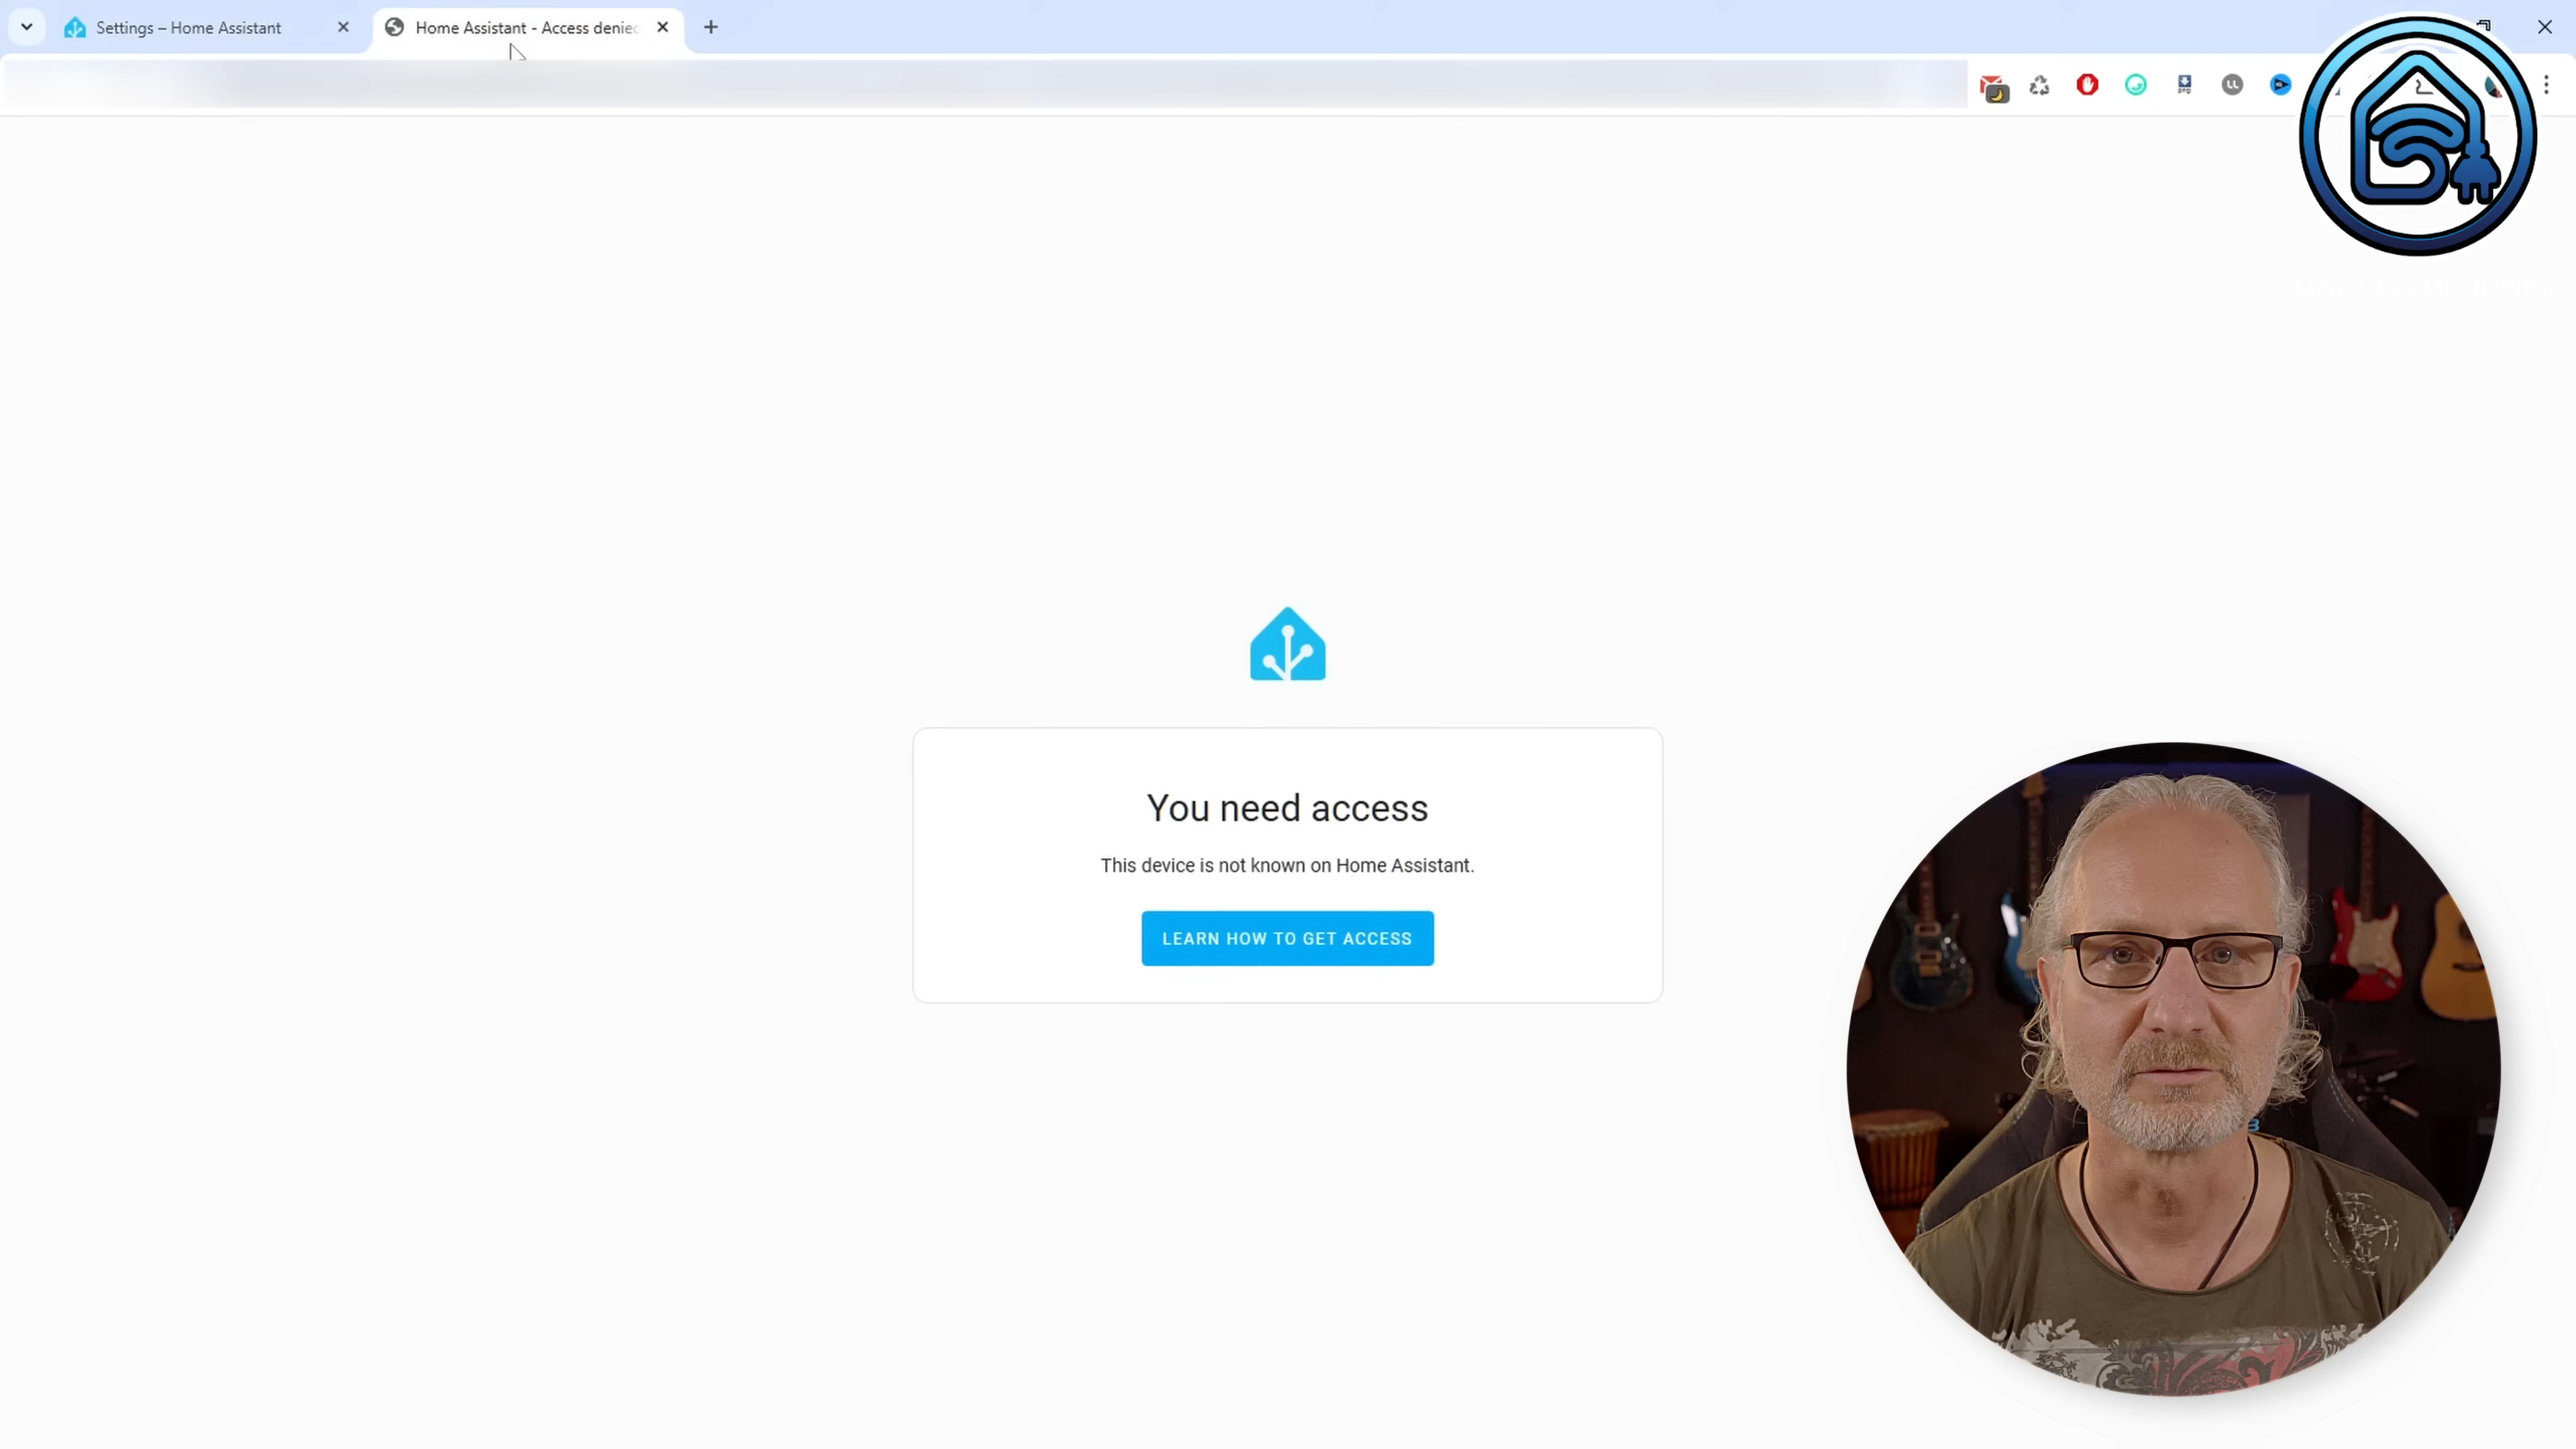 Settings – Home Assistant
Home Assistant - Access denied
You need access
This device is not known on Home Assistant.
LEARN HOW TO GET ACCESS